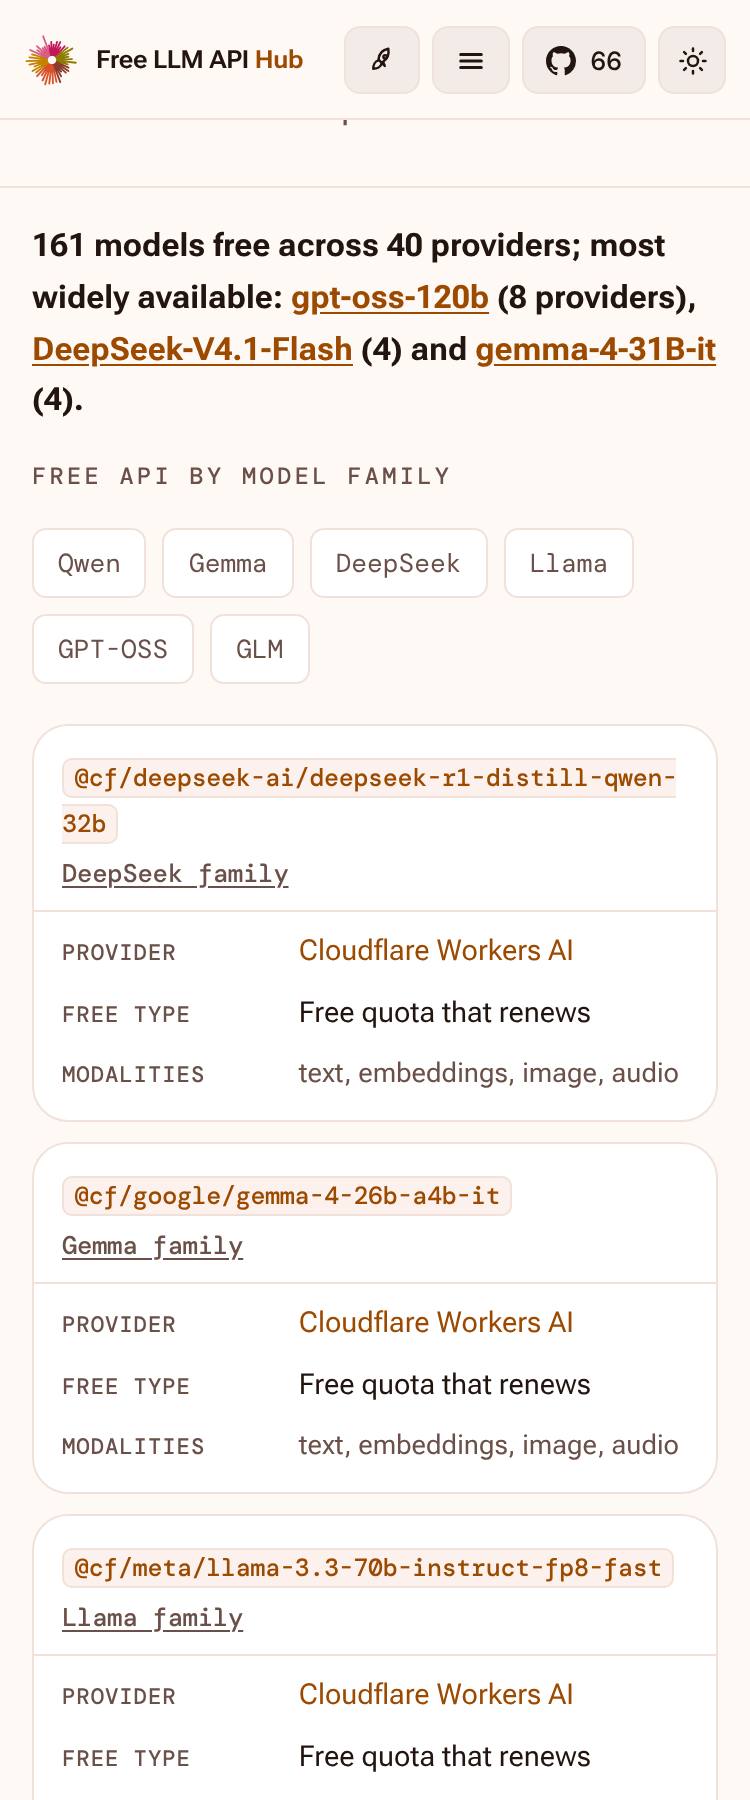 Free LLM API Hub
66
161 models free across 40 providers; most
widely available: gpt-oss-120b (8 providers),
DeepSeek-V4.1-Flash (4) and gemma-4-31B-it
(4).
FREE API BY MODEL FAMILY
Qwen Gemma DeepSeek Llama
GPT-OSS GLM
@cf/deepseek-ai/deepseek-r1-distill-qwen-
32b
DeepSeek family
PROVIDER Cloudflare Workers AI
FREE TYPE Free quota that renews
MODALITIES text, embeddings, image, audio
@cf/google/gemma-4-26b-a4b-it
Gemma family
PROVIDER Cloudflare Workers AI
FREE TYPE Free quota that renews
MODALITIES text, embeddings, image, audio
@cf/meta/llama-3.3-70b-instruct-fp8-fast
Llama family
PROVIDER Cloudflare Workers AI
FREE TYPE Free quota that renews